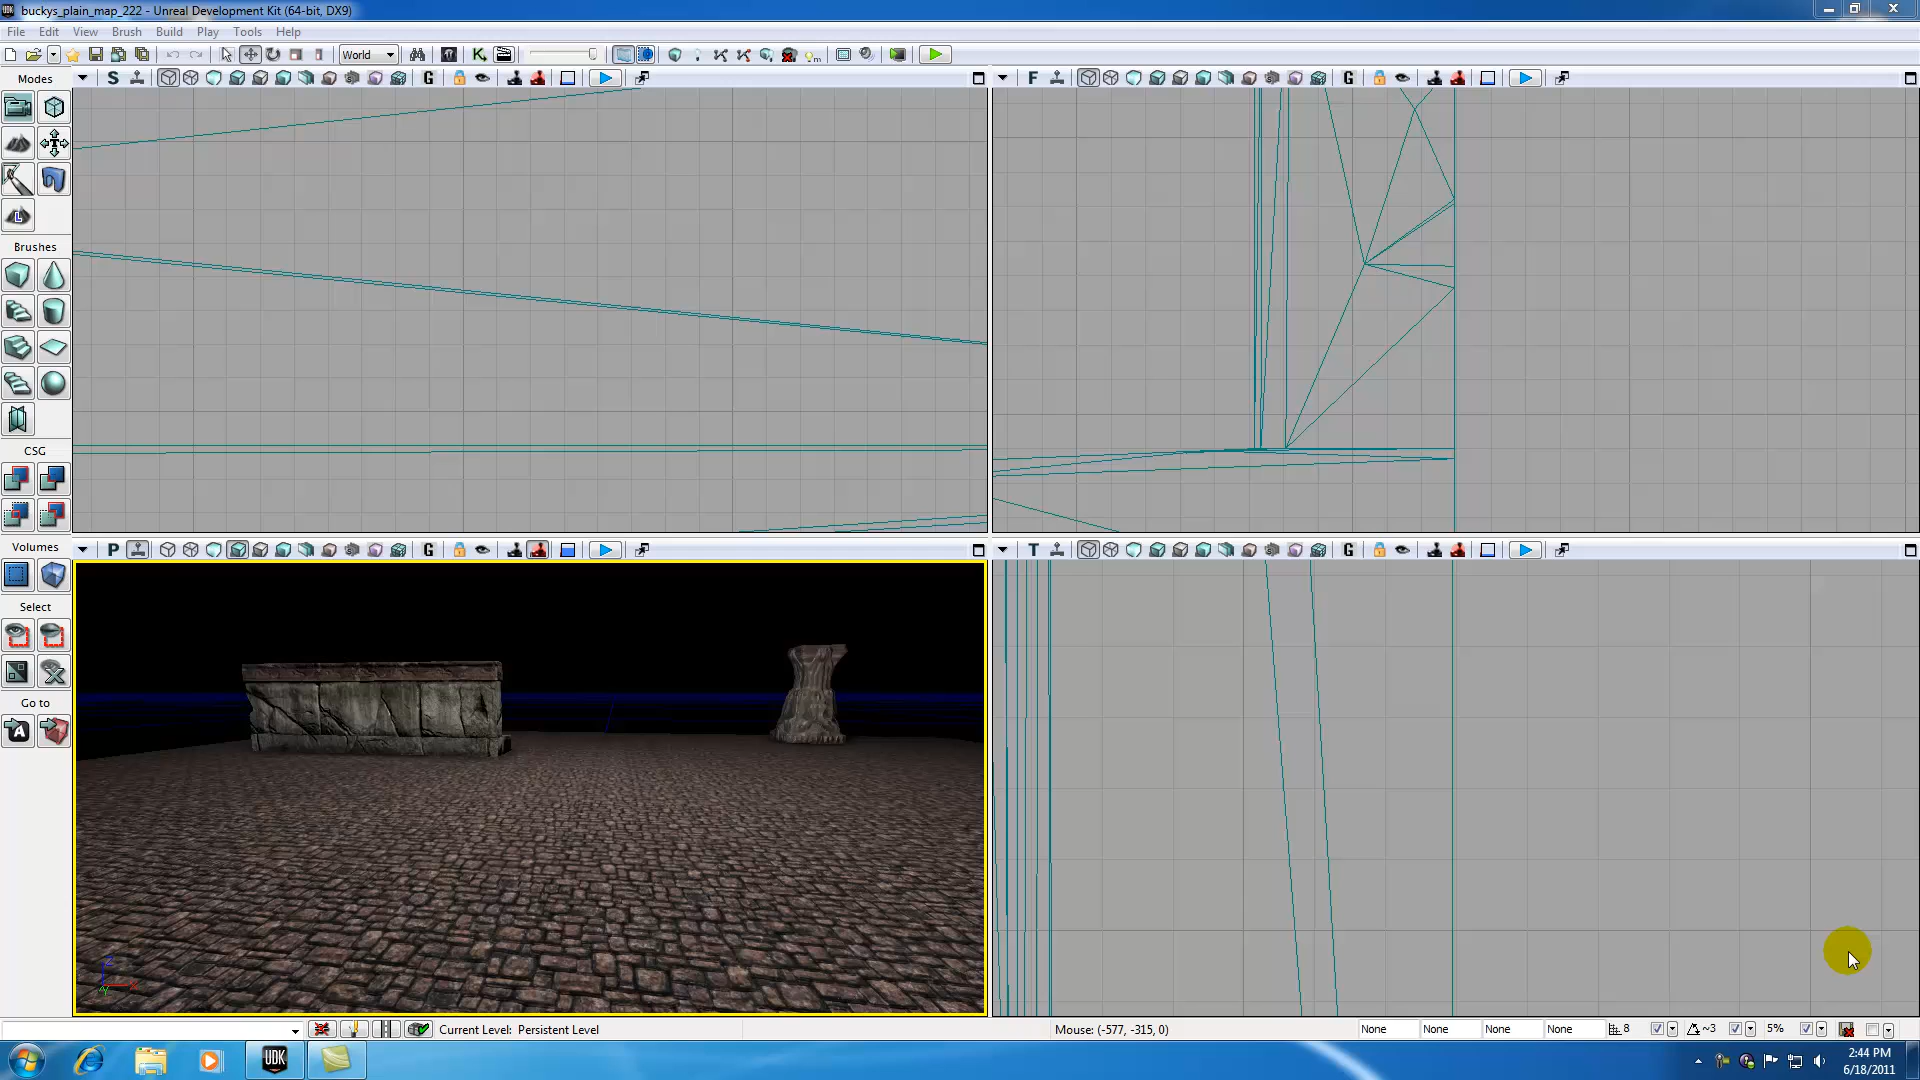 buckys_plain_map_222 - Unreal Development Kit (64-bit, DX9)
File Edit View Brush Build Play Tools Help
World
Modes
S G
F G
Brushes
CSG
Volumes
P G
T G
Select
Go to
A
Z
X
Y
Current Level: Persistent Level
Mouse: (-577, -315, 0)
None None None None 8 ~3 5%
UDK
2:44 PM
6/18/2011